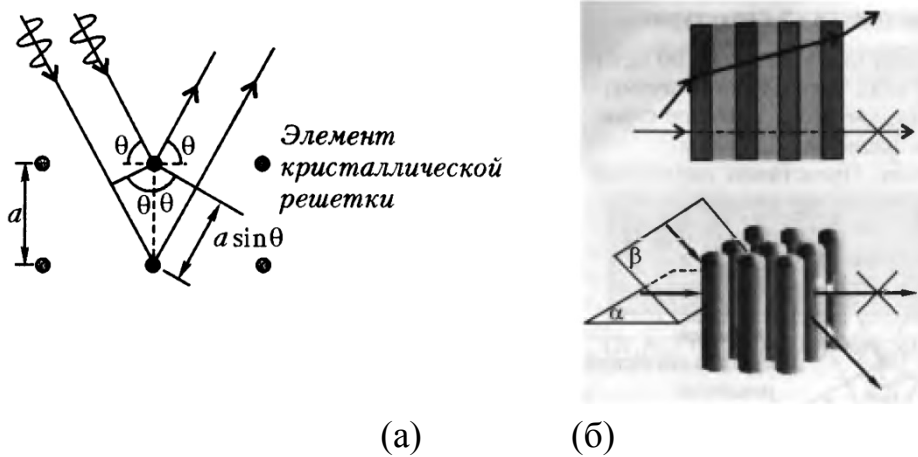 θ
θ
Элемент
кристаллической
решетки
a
θ
θ
a sinθ
β
α
(а)
(б)